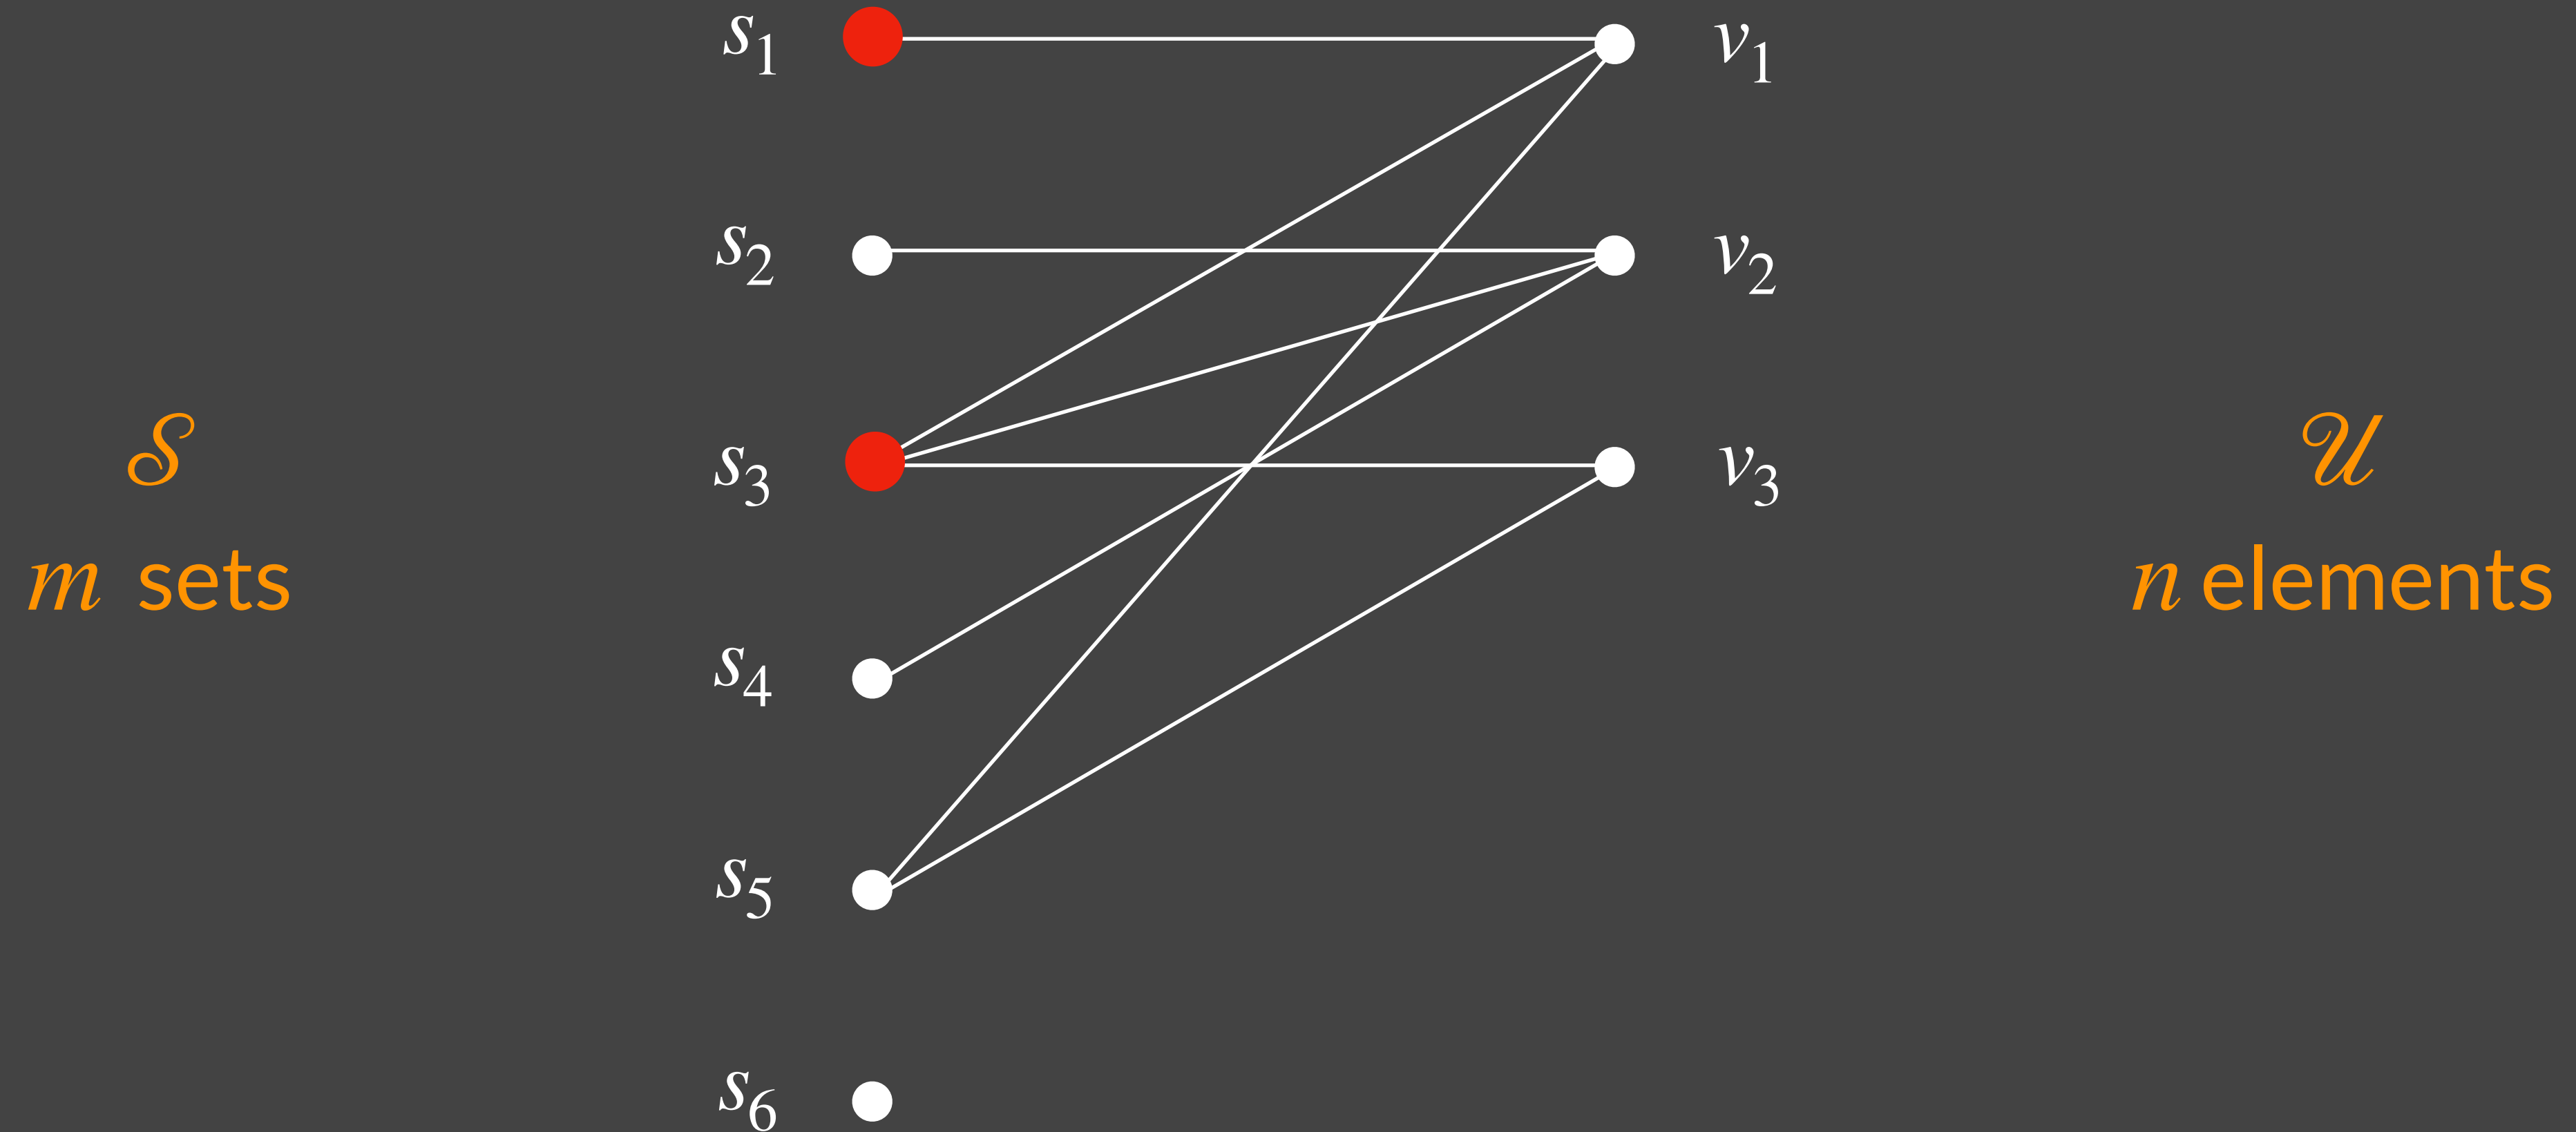 s₁
v₁
s₂
v₂
𝒮
s₃
v₃
𝒰
m sets
n elements
s₄
s₅
s₆